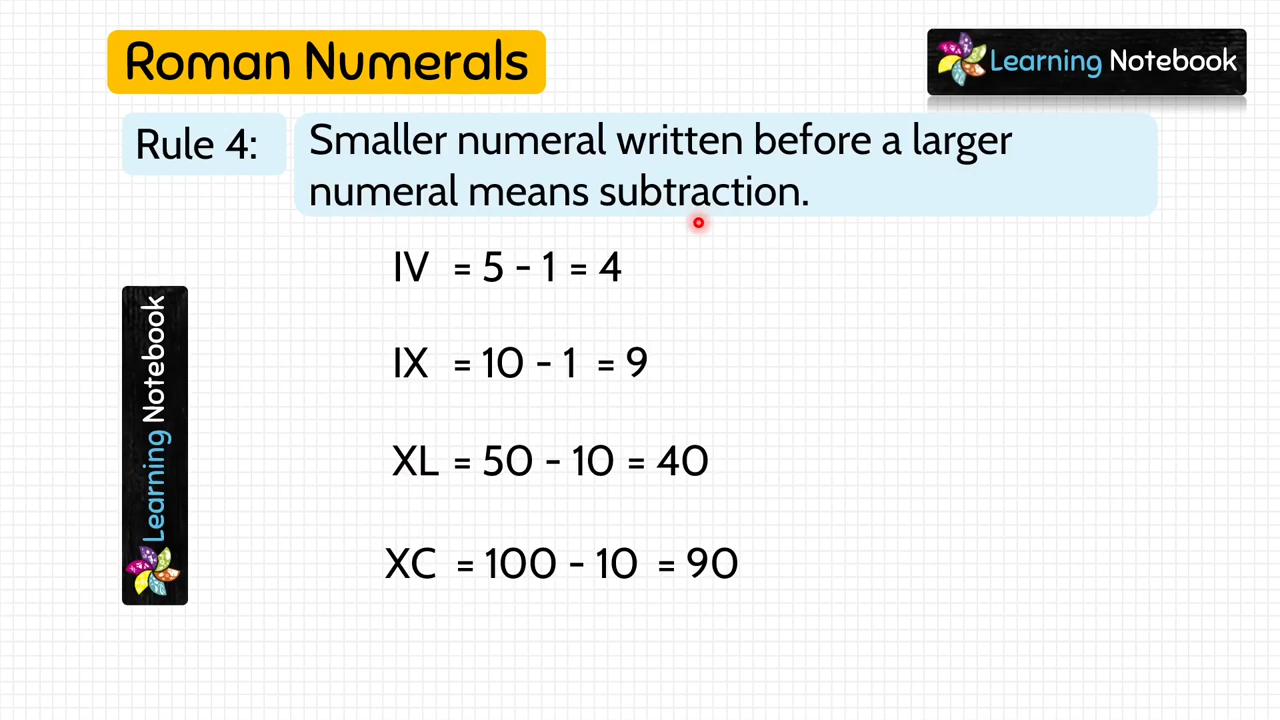 Roman Numerals
Learning Notebook
Rule 4:
Smaller numeral written before a larger
numeral means subtraction.
IV = 5 - 1 = 4
IX = 10 - 1 = 9
XL = 50 - 10 = 40
XC = 100 - 10 = 90
Learning Notebook